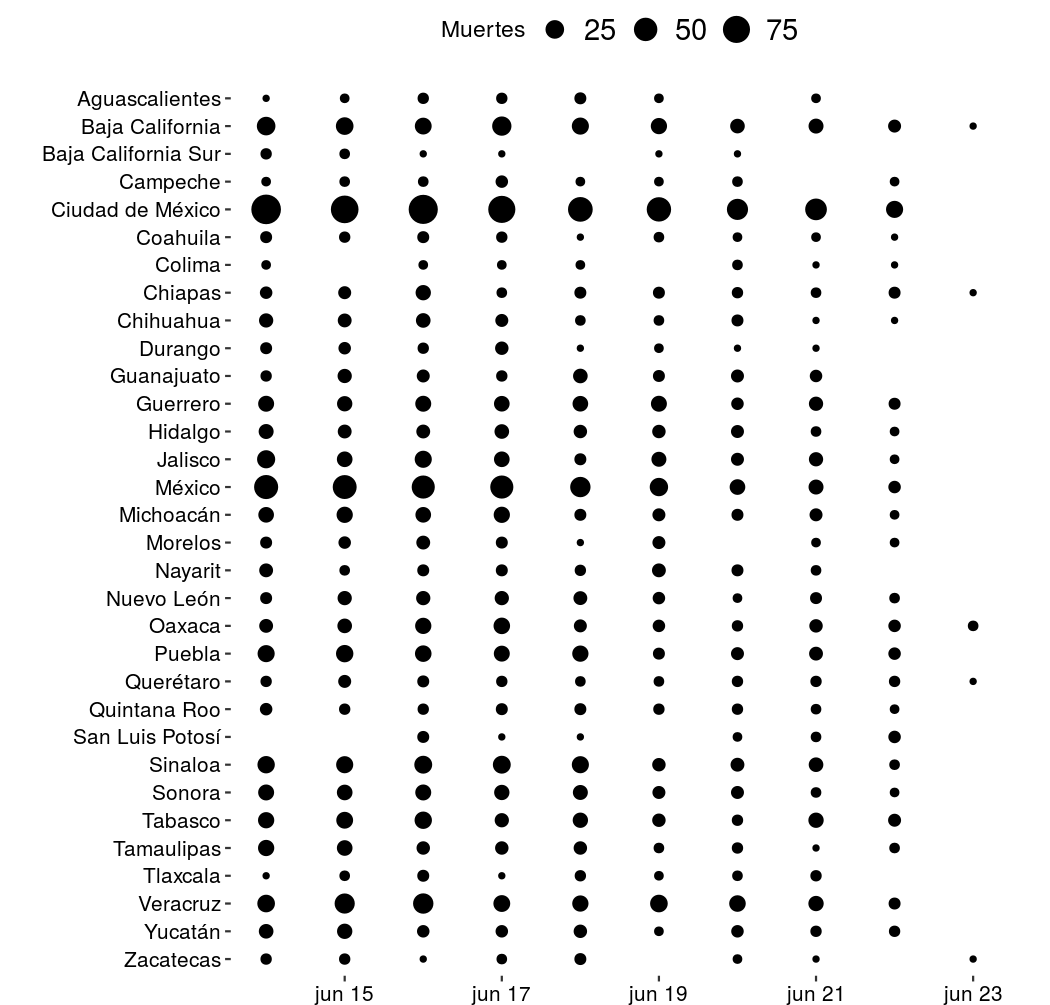 Muertes 25 50 75
Aguascalientes
Baja California
Baja California Sur
Campeche
Ciudad de México
Coahuila
Colima
Chiapas
Chihuahua
Durango
Guanajuato
Guerrero
Hidalgo
Jalisco
México
Michoacán
Morelos
Nayarit
Nuevo León
Oaxaca
Puebla
Querétaro
Quintana Roo
San Luis Potosí
Sinaloa
Sonora
Tabasco
Tamaulipas
Tlaxcala
Veracruz
Yucatán
Zacatecas
jun 15 jun 17 jun 19 jun 21 jun 23